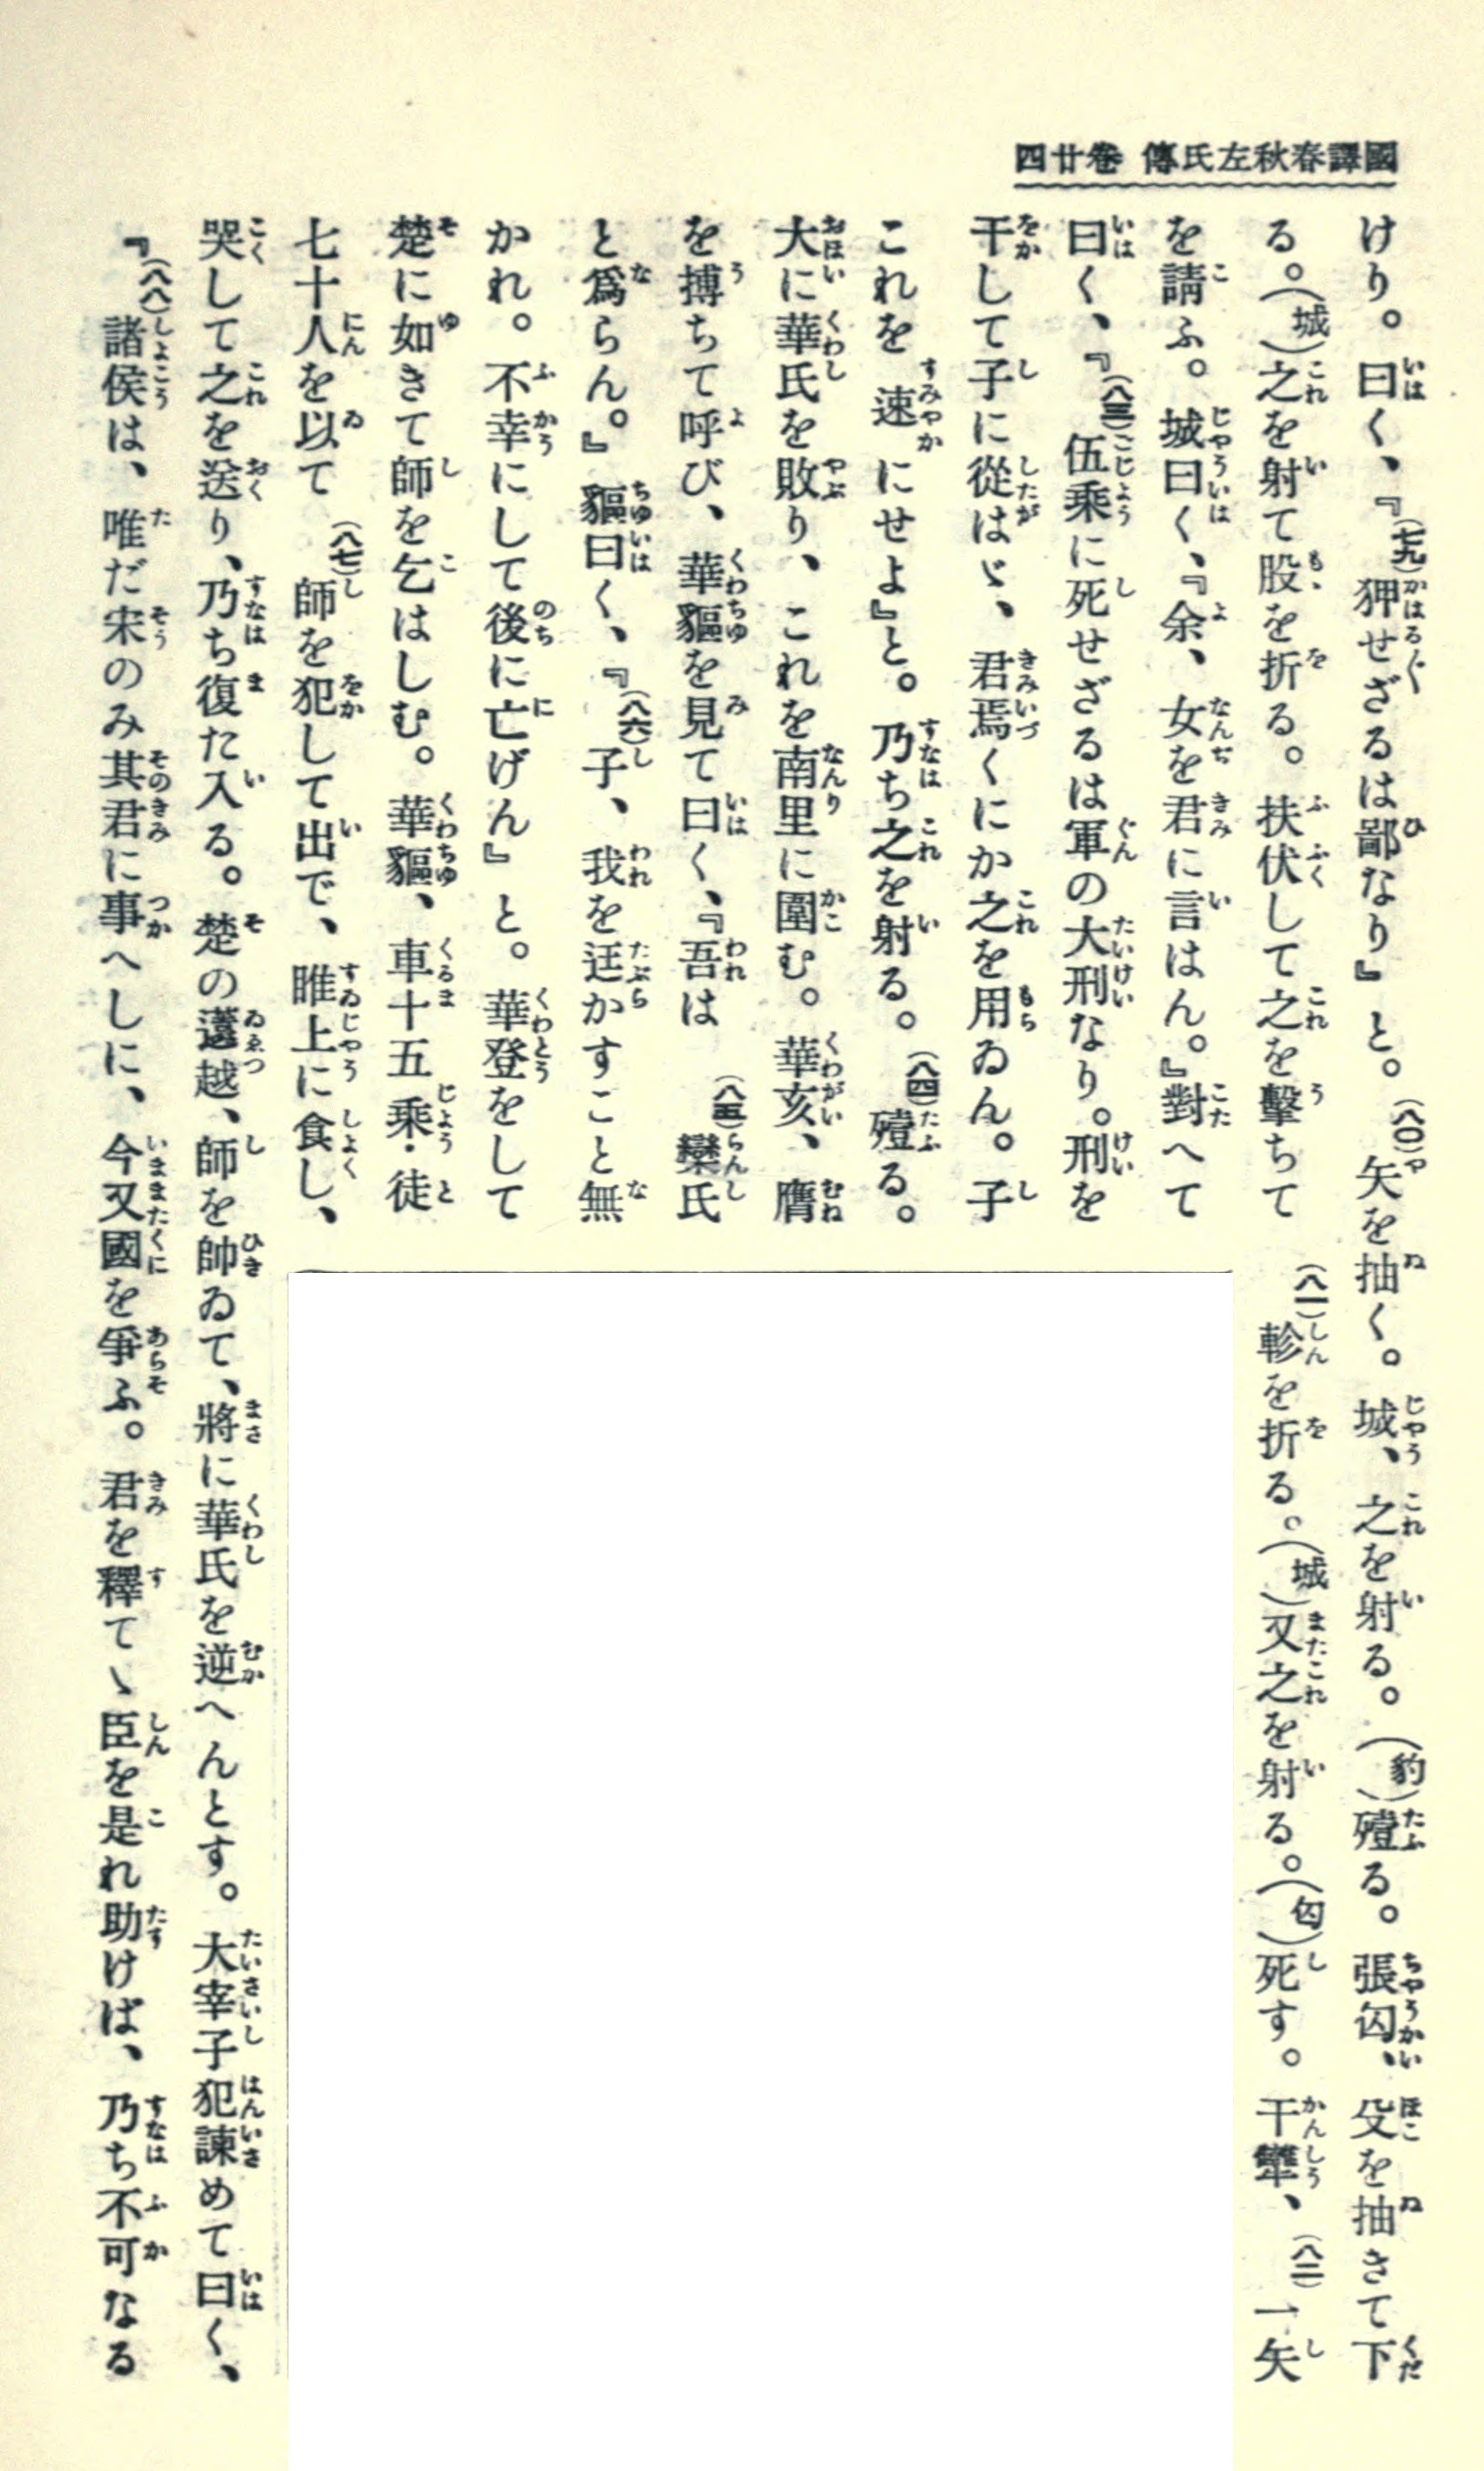 國譯春秋左氏傳 卷廿四
けり。曰く、『(七九)狎せざるは鄙なり』と。(八〇)矢を抽く。城、之を射る。(豹)殪る。張匃、殳を抽きて下
る。(城)之を射て股を折る。扶伏して之を擊ちて(八一)軫を折る。(城)又之を射る。(匃)死す。干犨、(八二)一矢
を請ふ。城曰く、『余、女を君に言はん。』對へて
曰く、『(八三)伍乘に死せざるは軍の大刑なり。刑を
干して子に從はゞ、君焉くにか之を用ゐん。子
これを速にせよ』と。乃ち之を射る。(八四)殪る。
大に華氏を敗り、これを南里に圍む。華亥、膺
を搏ちて呼び、華貙を見て曰く、『吾は(八五)欒氏
と爲らん。』貙曰く、『(八六)子、我を迋かすこと無
かれ。不幸にして後に亡げん』と。華登をして
楚に如きて師を乞はしむ。華貙、車十五乘·徒
七十人を以て(八七)師を犯して出で、睢上に食し、
哭して之を送り、乃ち復た入る。楚の薳越、師を帥ゐて、將に華氏を逆へんとす。大宰子犯諫めて曰く、
『(八八)諸侯は、唯だ宋のみ其君に事へしに、今又國を爭ふ。君を釋てゝ臣を是れ助けば、乃ち不可なる